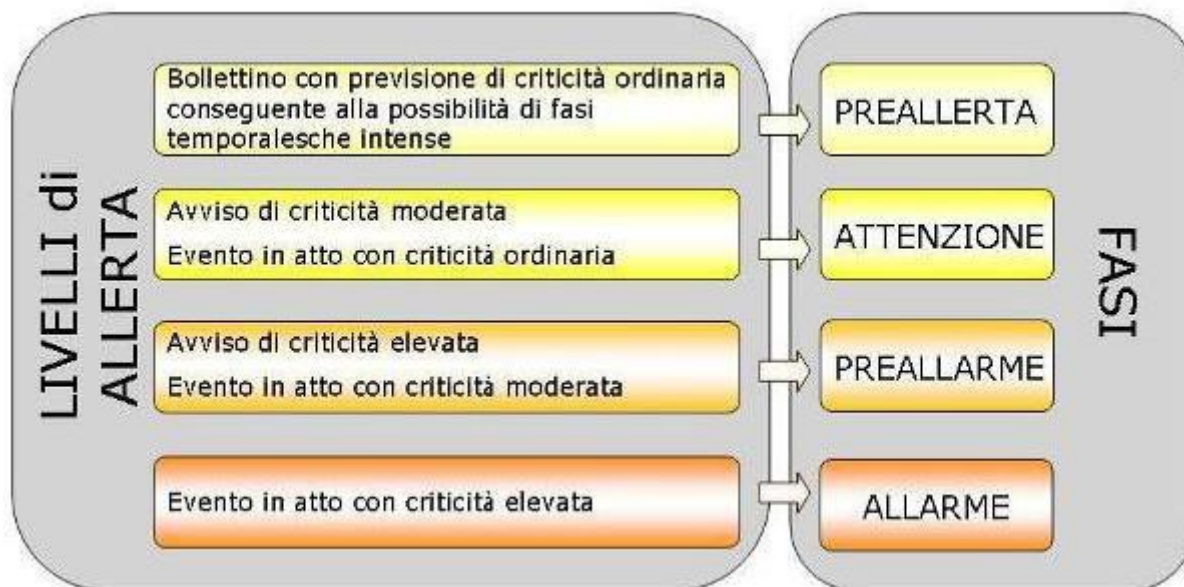 LIVELLI di
ALLERTA
Bollettino con previsione di criticità ordinaria
conseguente alla possibilità di fasi
temporalesche intense
PREALLERTA
Avviso di criticità moderata
Evento in atto con criticità ordinaria
ATTENZIONE
Avviso di criticità elevata
Evento in atto con criticità moderata
PREALLARME
Evento in atto con criticità elevata
ALLARME
FASI